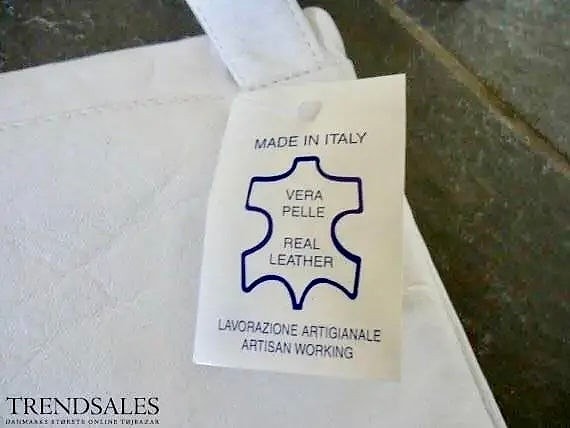 MADE IN ITALY
VERA
PELLE
REAL
LEATHER
LAVORAZIONE ARTIGIANALE
ARTISAN WORKING
TRENDSALES
DANMARKS STØRSTE ONLINE TØJBAZAR